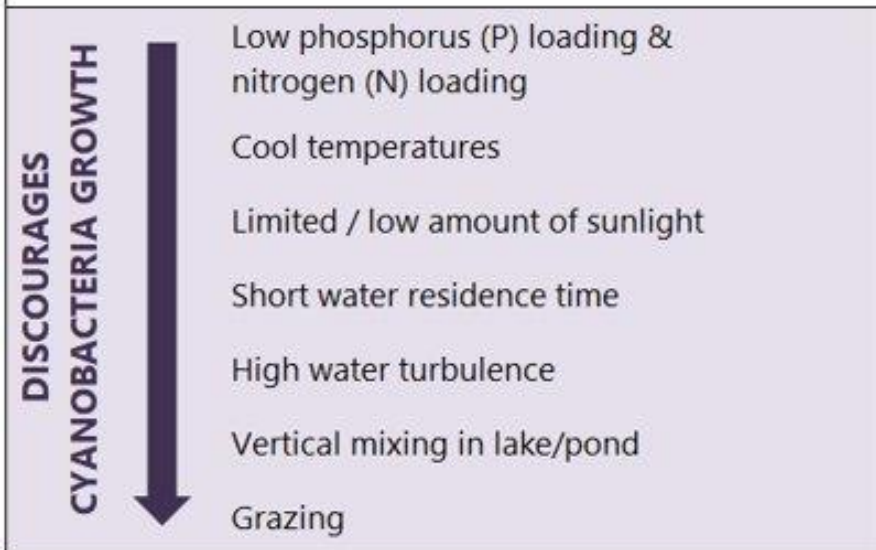 DISCOURAGES
CYANOBACTERIA GROWTH
Low phosphorus (P) loading &
nitrogen (N) loading
Cool temperatures
Limited / low amount of sunlight
Short water residence time
High water turbulence
Vertical mixing in lake/pond
Grazing